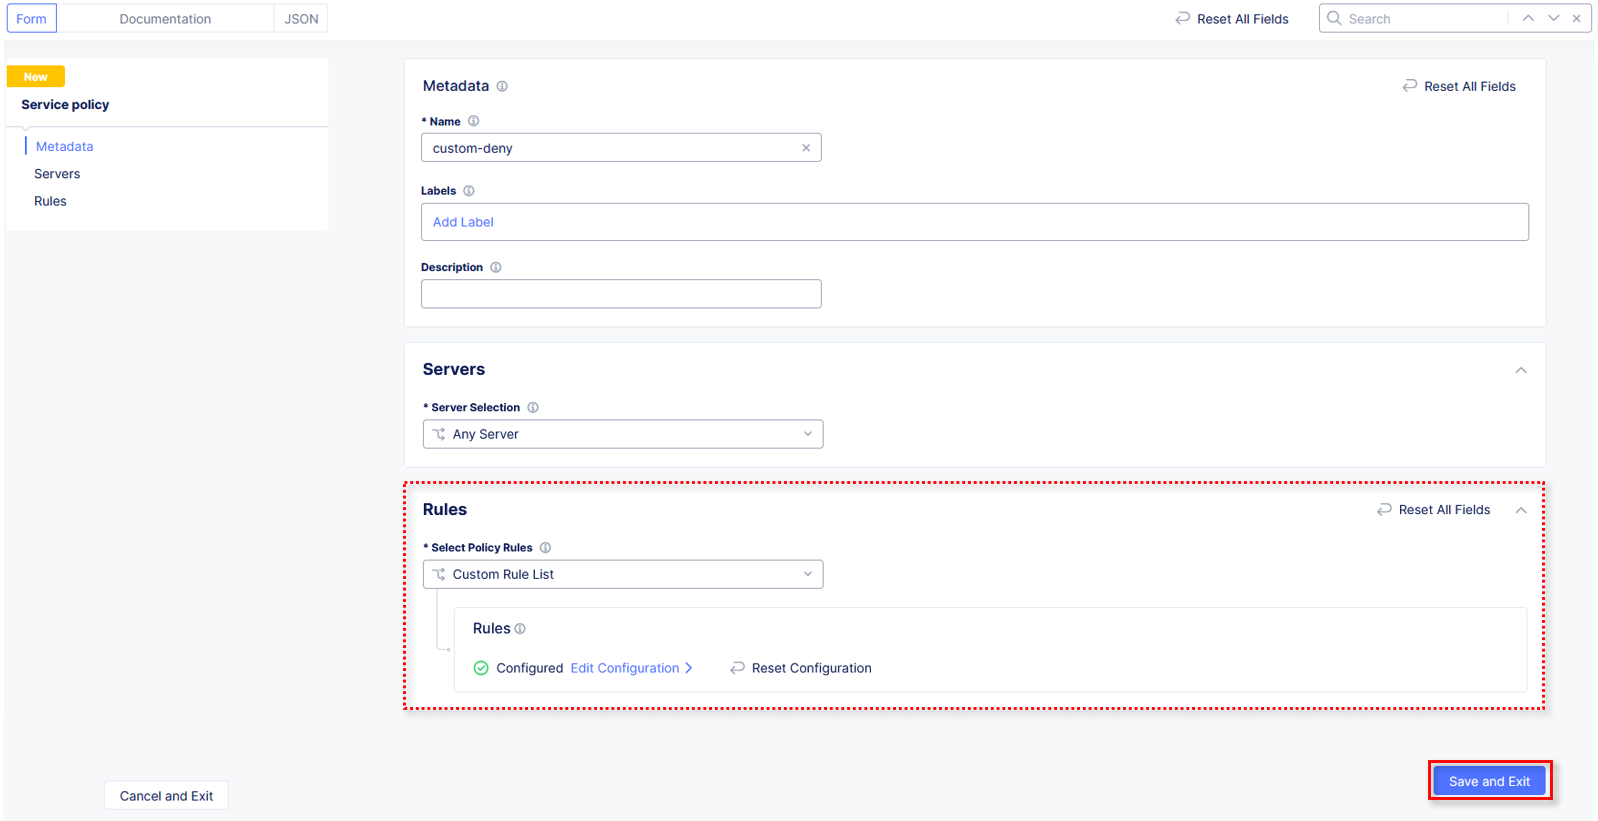 Form
Documentation
JSON
Reset All Fields
Search
New
Service policy
Metadata
Servers
Rules
Metadata
Reset All Fields
* Name
custom-deny
Labels
Add Label
Description
Servers
* Server Selection
Any Server
Rules
Reset All Fields
* Select Policy Rules
Custom Rule List
Rules
Configured Edit Configuration
Reset Configuration
Cancel and Exit
Save and Exit